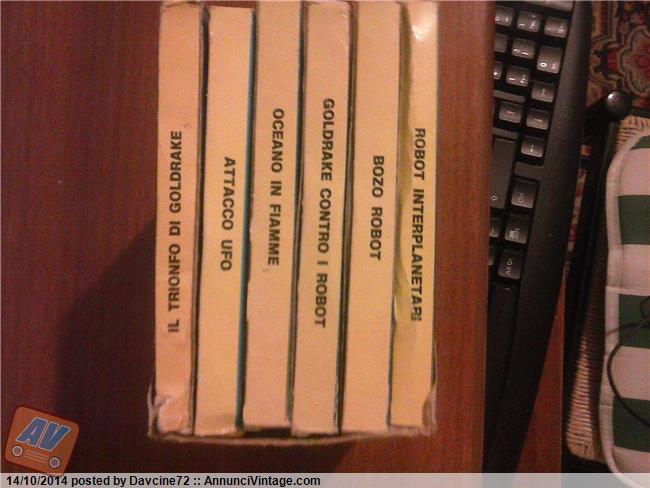 IL TRIONFO DI GOLDRAKE
ATTACCO UFO
OCEANO IN FIAMME
GOLDRAKE CONTRO I ROBOT
BOZO ROBOT
ROBOT INTERPLANETARI
AV
14/10/2014 posted by Davcine72 :: AnnunciVintage.com